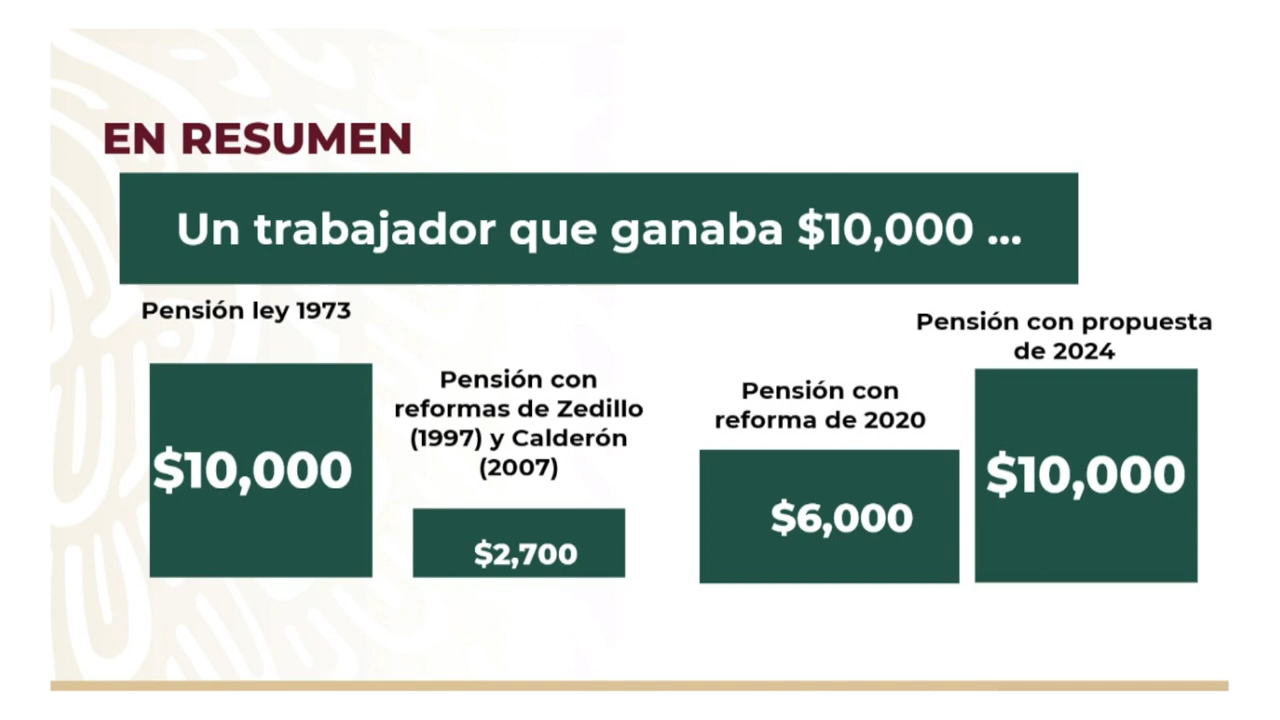 EN RESUMEN
Un trabajador que ganaba $10,000 ...
Pensión ley 1973
$10,000
Pensión con
reformas de Zedillo
(1997) y Calderón
(2007)
$2,700
Pensión con
reforma de 2020
$6,000
Pensión con propuesta
de 2024
$10,000